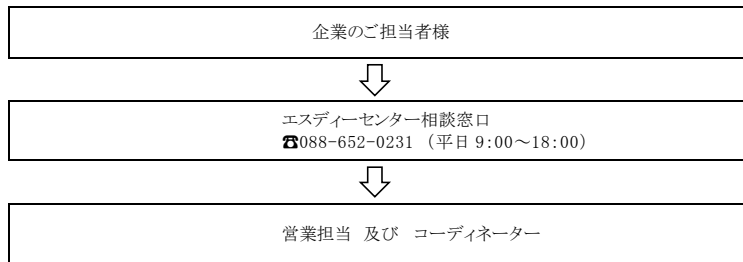 企業のご担当者様
エスディーセンター相談窓口
☎088-652-0231 （平日 9:00～18:00）
営業担当 及び コーディネーター